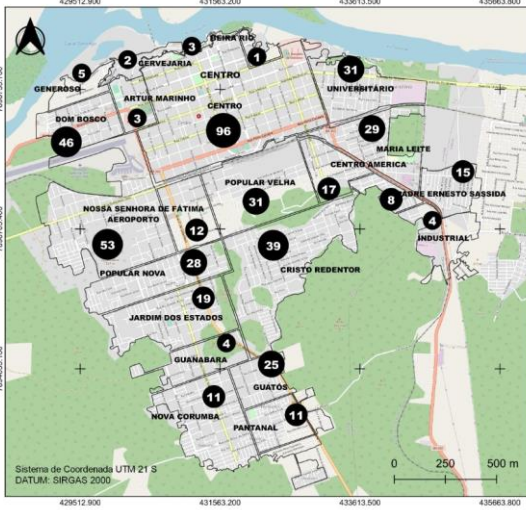 429512.900 431563.200 433613.500 435663.800
BEIRA RIO
3
2
CERVEJARIA
1
5
CENTRO
31
GENEROSO
UNIVERSITÁRIO
ARTUR MARINHO
CENTRO
DOM BOSCO
3
96
29
46
MARIA LEITE
CENTRO AMERICA
15
POPULAR VELHA
17
31
8
PADRE ERNESTO SASSIDA
NOSSA SENHORA DE FÁTIMA
AEROPORTO
4
12
INDUSTRIAL
53
39
28
CRISTO REDENTOR
POPULAR NOVA
19
JARDIM DOS ESTADOS
4
GUANABARA
25
GUATÓS
11
NOVA CORUMBA
11
PANTANAL
Sistema de Coordenada UTM 21 S
DATUM: SIRGAS 2000
0 250 500 m
429512.900 431563.200 433613.500 435663.800